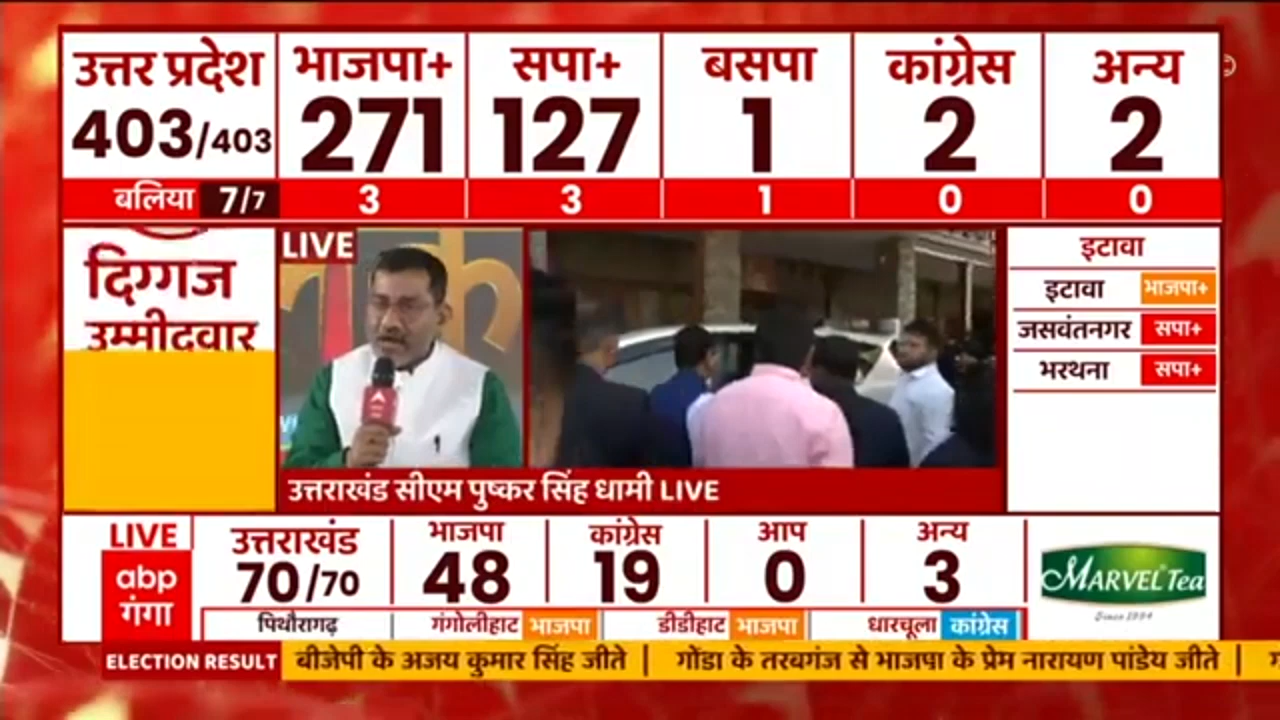 उत्तर प्रदेश भाजपा+ सपा+ बसपा कांग्रेस अन्य
403/403 271 127 1 2 2
बलिया 7/7 3 3 1 0 0
दिग्गज
उम्मीदवार
LIVE
उत्तराखंड सीएम पुष्कर सिंह धामी LIVE
इटावा
इटावा भाजपा+
जसवंतनगर सपा+
भरथना सपा+
LIVE
abp
गंगा
उत्तराखंड भाजपा कांग्रेस आप अन्य
70/70 48 19 0 3
पिथौरागढ़ गंगोलीहाट भाजपा डीडीहाट भाजपा धारचूला कांग्रेस
MARVEL Tea
Since 1994
ELECTION RESULT बीजेपी के अजय कुमार सिंह जीते | गोंडा के तरबगंज से भाजपा के प्रेम नारायण पांडेय जीते |